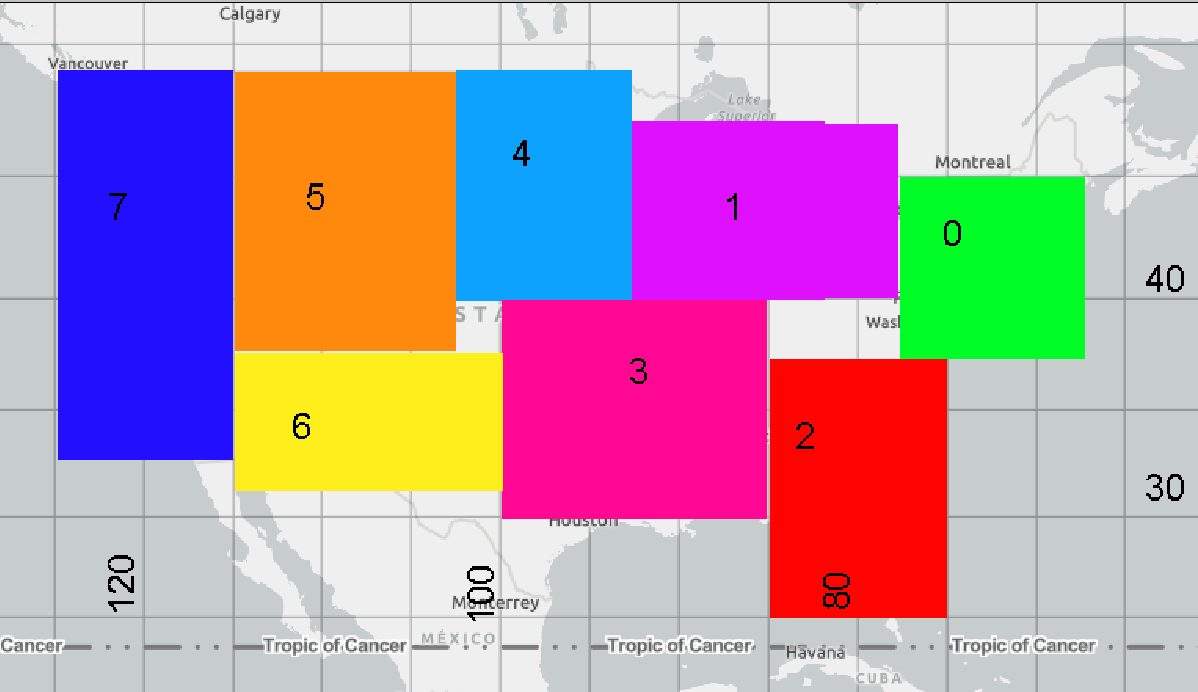 Calgary
Vancouver
Lake
Superior
4
Montreal
5
7
1
0
40
STA
Wash
3
6
2
30
Houston
120
100
80
Monterrey
Cancer
Tropic of Cancer
MÉXICO
Tropic of Cancer
Havana
Tropic of Cancer
CUBA